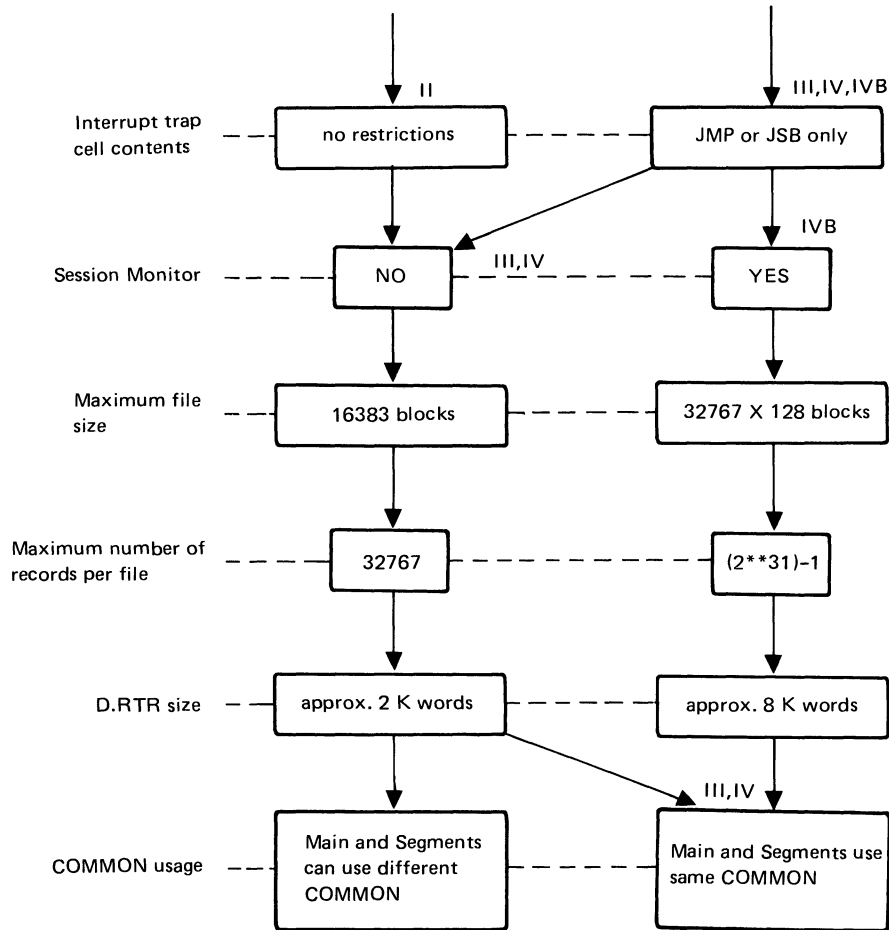 II
III,IV,IVB
Interrupt trap
cell contents
no restrictions
JMP or JSB only
IVB
Session Monitor
NO
III,IV
YES
Maximum file
size
16383 blocks
32767 X 128 blocks
Maximum number of
records per file
32767
(2**31)-1
D.RTR size
approx. 2 K words
approx. 8 K words
III,IV
COMMON usage
Main and Segments
can use different
COMMON
Main and Segments use
same COMMON